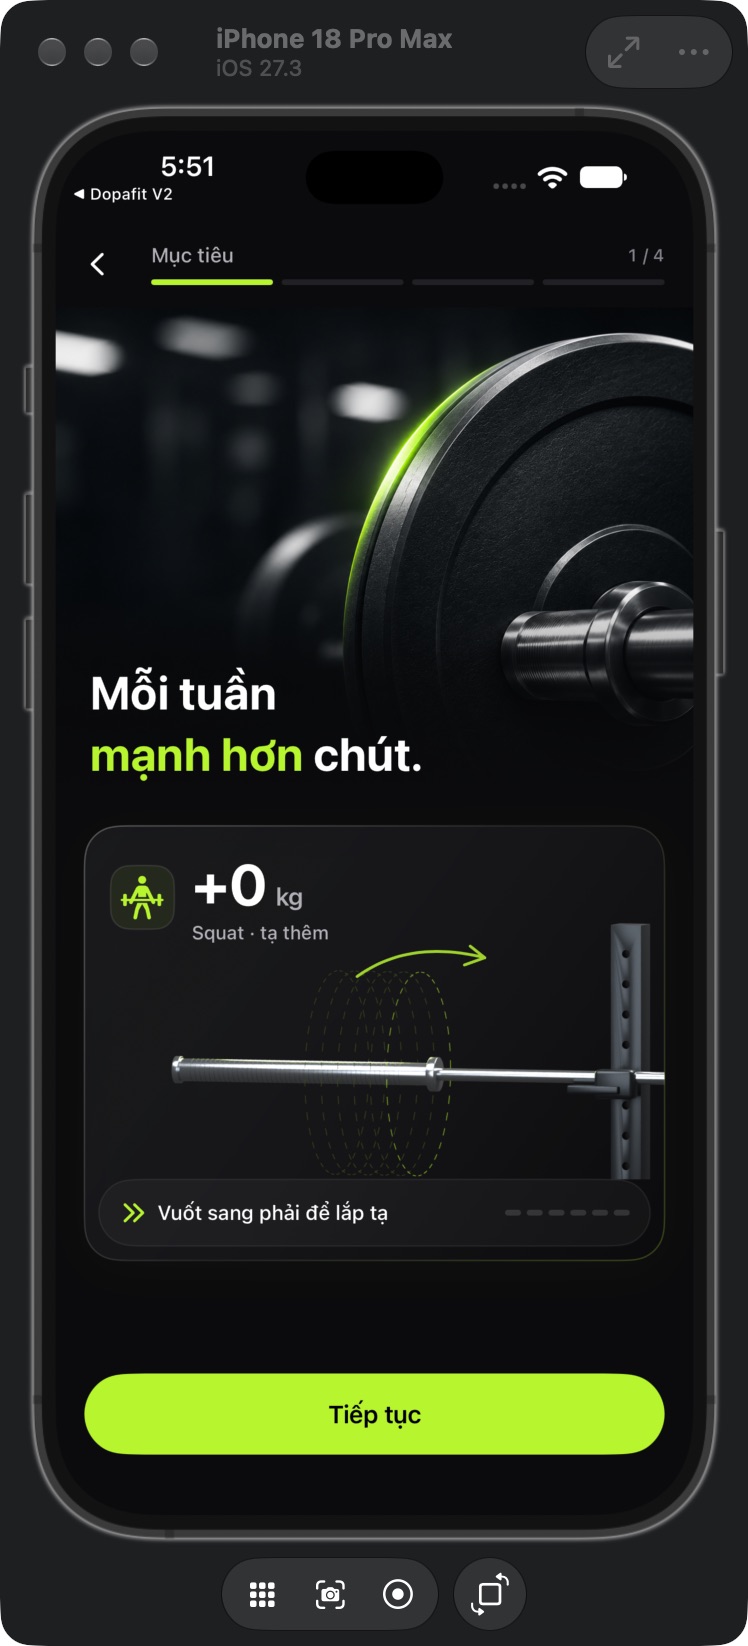 iPhone 18 Pro Max
iOS 27.3
5:51
◀ Dopafit V2
Mục tiêu
1 / 4
Mỗi tuần
mạnh hơn chút.
+0 kg
Squat · tạ thêm
Vuốt sang phải để lắp tạ
Tiếp tục